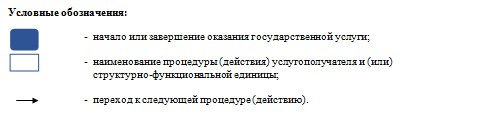 Условные обозначения:
- начало или завершение оказания государственной услуги;
- наименование процедуры (действия) услугополучателя и (или)
структурно-функциональной единицы;
- переход к следующей процедуре (действию).